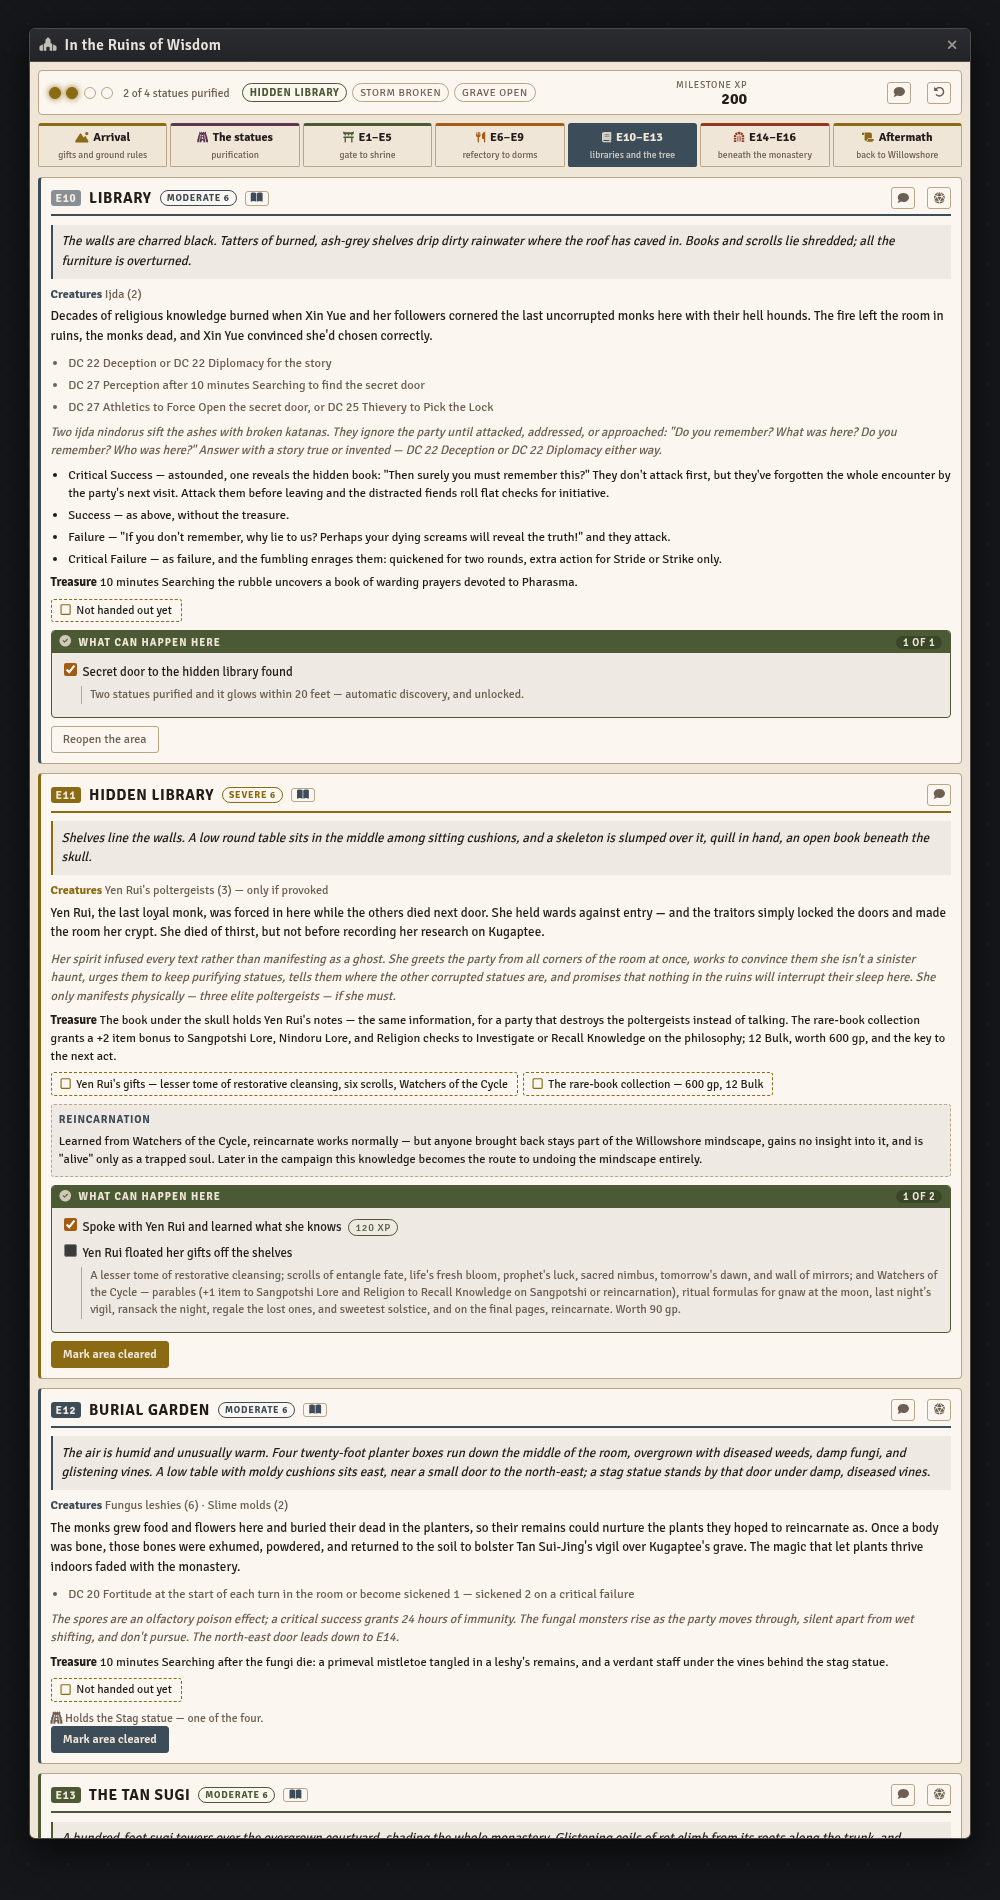 In the Ruins of Wisdom
2 of 4 statues purified
HIDDEN LIBRARY
STORM BROKEN
GRAVE OPEN
MILESTONE XP
200
Arrival
gifts and ground rules
The statues
purification
E1–E5
gate to shrine
E6–E9
refectory to dorms
E10–E13
libraries and the tree
E14–E16
beneath the monastery
Aftermath
back to Willowshore
E10 LIBRARY MODERATE 6
The walls are charred black. Tatters of burned, ash-grey shelves drip dirty rainwater where the roof has caved in. Books and scrolls lie shredded; all the
furniture is overturned.
Creatures Ijda (2)
Decades of religious knowledge burned when Xin Yue and her followers cornered the last uncorrupted monks here with their hell hounds. The fire left the room in
ruins, the monks dead, and Xin Yue convinced she'd chosen correctly.
• DC 22 Deception or DC 22 Diplomacy for the story
• DC 27 Perception after 10 minutes Searching to find the secret door
• DC 27 Athletics to Force Open the secret door, or DC 25 Thievery to Pick the Lock
Two ijda nindorus sift the ashes with broken katanas. They ignore the party until attacked, addressed, or approached: "Do you remember? What was here? Do you
remember? Who was here?" Answer with a story true or invented — DC 22 Deception or DC 22 Diplomacy either way.
• Critical Success — astounded, one reveals the hidden book: "Then surely you must remember this?" They don't attack first, but they've forgotten the whole encounter by
the party's next visit. Attack them before leaving and the distracted fiends roll flat checks for initiative.
• Success — as above, without the treasure.
• Failure — "If you don't remember, why lie to us? Perhaps your dying screams will reveal the truth!" and they attack.
• Critical Failure — as failure, and the fumbling enrages them: quickened for two rounds, extra action for Stride or Strike only.
Treasure 10 minutes Searching the rubble uncovers a book of warding prayers devoted to Pharasma.
Not handed out yet
WHAT CAN HAPPEN HERE 1 OF 1
Secret door to the hidden library found
Two statues purified and it glows within 20 feet — automatic discovery, and unlocked.
Reopen the area
E11 HIDDEN LIBRARY SEVERE 6
Shelves line the walls. A low round table sits in the middle among sitting cushions, and a skeleton is slumped over it, quill in hand, an open book beneath the
skull.
Creatures Yen Rui's poltergeists (3) — only if provoked
Yen Rui, the last loyal monk, was forced in here while the others died next door. She held wards against entry — and the traitors simply locked the doors and made
the room her crypt. She died of thirst, but not before recording her research on Kugaptee.
Her spirit infused every text rather than manifesting as a ghost. She greets the party from all corners of the room at once, works to convince them she isn't a sinister
haunt, urges them to keep purifying statues, tells them where the other corrupted statues are, and promises that nothing in the ruins will interrupt their sleep here. She
only manifests physically — three elite poltergeists — if she must.
Treasure The book under the skull holds Yen Rui's notes — the same information, for a party that destroys the poltergeists instead of talking. The rare-book collection
grants a +2 item bonus to Sangpotshi Lore, Nindoru Lore, and Religion checks to Investigate or Recall Knowledge on the philosophy; 12 Bulk, worth 600 gp, and the key to
the next act.
Yen Rui's gifts — lesser tome of restorative cleansing, six scrolls, Watchers of the Cycle
The rare-book collection — 600 gp, 12 Bulk
REINCARNATION
Learned from Watchers of the Cycle, reincarnate works normally — but anyone brought back stays part of the Willowshore mindscape, gains no insight into it, and is
"alive" only as a trapped soul. Later in the campaign this knowledge becomes the route to undoing the mindscape entirely.
WHAT CAN HAPPEN HERE 1 OF 2
Spoke with Yen Rui and learned what she knows 120 XP
Yen Rui floated her gifts off the shelves
A lesser tome of restorative cleansing; scrolls of entangle fate, life's fresh bloom, prophet's luck, sacred nimbus, tomorrow's dawn, and wall of mirrors; and Watchers of
the Cycle — parables (+1 item to Sangpotshi Lore and Religion to Recall Knowledge on Sangpotshi or reincarnation), ritual formulas for gnaw at the moon, last night's
vigil, ransack the night, regale the lost ones, and sweetest solstice, and on the final pages, reincarnate. Worth 90 gp.
Mark area cleared
E12 BURIAL GARDEN MODERATE 6
The air is humid and unusually warm. Four twenty-foot planter boxes run down the middle of the room, overgrown with diseased weeds, damp fungi, and
glistening vines. A low table with moldy cushions sits east, near a small door to the north-east; a stag statue stands by that door under damp, diseased vines.
Creatures Fungus leshies (6) · Slime molds (2)
The monks grew food and flowers here and buried their dead in the planters, so their remains could nurture the plants they hoped to reincarnate as. Once a body
was bone, those bones were exhumed, powdered, and returned to the soil to bolster Tan Sui-Jing's vigil over Kugaptee's grave. The magic that let plants thrive
indoors faded with the monastery.
• DC 20 Fortitude at the start of each turn in the room or become sickened 1 — sickened 2 on a critical failure
The spores are an olfactory poison effect; a critical success grants 24 hours of immunity. The fungal monsters rise as the party moves through, silent apart from wet
shifting, and don't pursue. The north-east door leads down to E14.
Treasure 10 minutes Searching after the fungi die: a primeval mistletoe tangled in a leshy's remains, and a verdant staff under the vines behind the stag statue.
Not handed out yet
Holds the Stag statue — one of the four.
Mark area cleared
E13 THE TAN SUGI MODERATE 6
A hundred-foot sugi towers over the overgrown courtyard, shading the whole monastery. Glistening coils of rot climb from its roots along the trunk, and